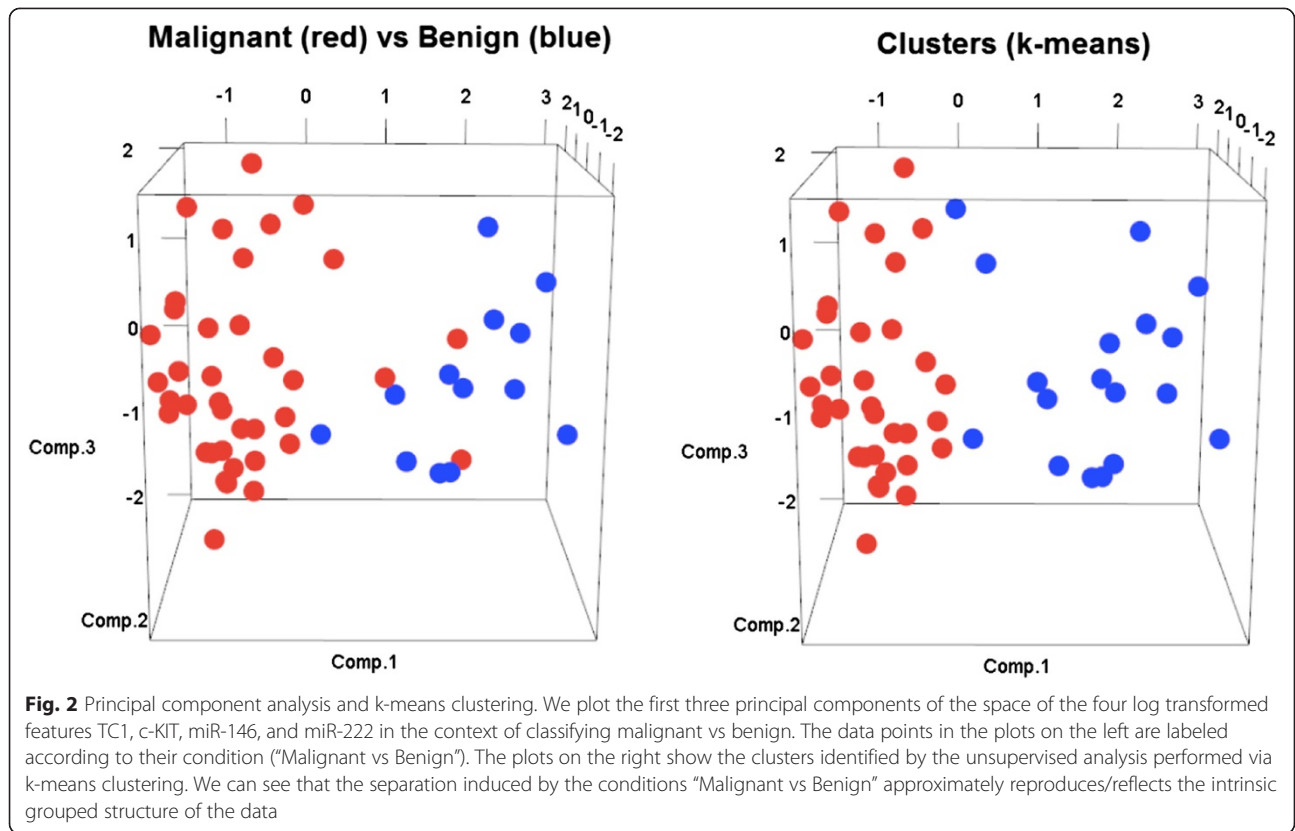 Malignant (red) vs Benign (blue)
-1 0 1 2 3 2 1 0 -1 -2
2
1
0
-1
-2
Comp.3
Comp.2
Comp.1
Clusters (k-means)
-1 0 1 2 3 2 1 0 -1 -2
2
1
0
-1
-2
Comp.3
Comp.2
Comp.1
Fig. 2 Principal component analysis and k-means clustering. We plot the first three principal components of the space of the four log transformed
features TC1, c-KIT, miR-146, and miR-222 in the context of classifying malignant vs benign. The data points in the plots on the left are labeled
according to their condition (“Malignant vs Benign”). The plots on the right show the clusters identified by the unsupervised analysis performed via
k-means clustering. We can see that the separation induced by the conditions “Malignant vs Benign” approximately reproduces/reflects the intrinsic
grouped structure of the data